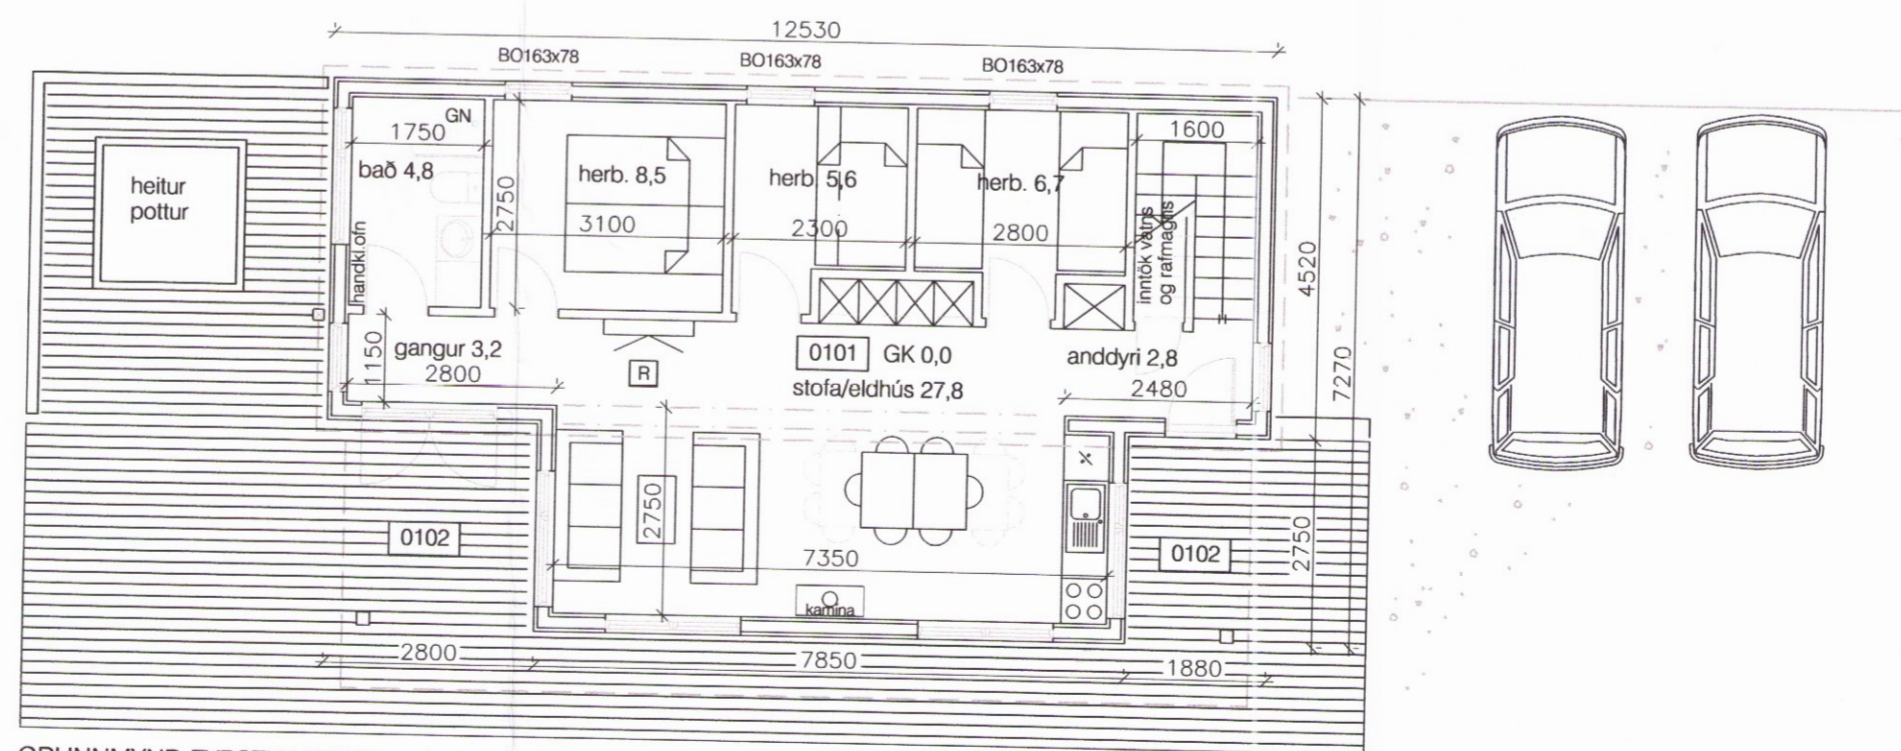 12530
BO163x78
BO163x78
BO163x78
GN
1750
1600
bað 4,8
herb. 8,5
herb. 5,6
herb. 6,7
heitur
pottur
2750
3100
2300
2800
handkl.ofn
inntök vatns
og rafmagns
4520
7270
gangur 3,2
1150
2800
R
0101 GK 0,0
stofa/eldhús 27,8
anddyri 2,8
2480
0102
2750
7350
0102
2750
kamina
2800
7850
1880